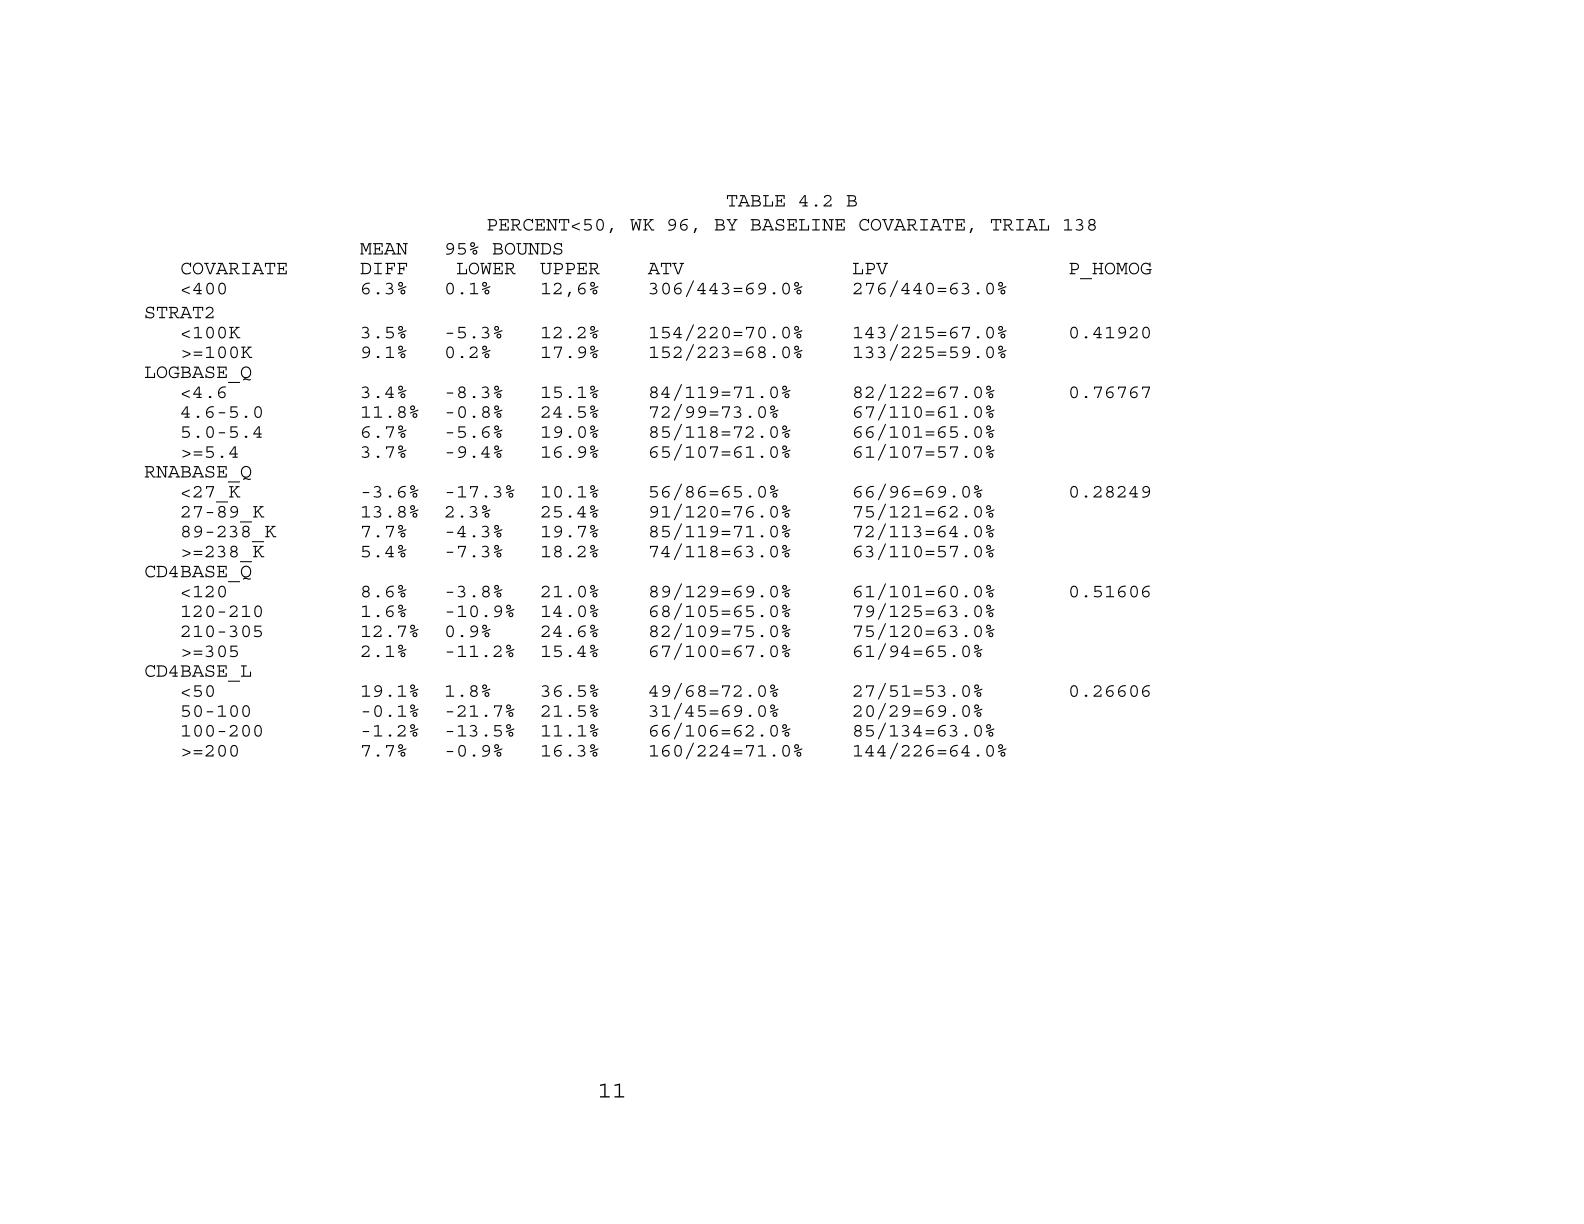 TABLE 4.2 B
PERCENT<50, WK 96, BY BASELINE COVARIATE, TRIAL 138
MEAN 95% BOUNDS
COVARIATE DIFF LOWER UPPER ATV LPV P_HOMOG
<400 6.3% 0.1% 12,6% 306/443=69.0% 276/440=63.0%
STRAT2
<100K 3.5% -5.3% 12.2% 154/220=70.0% 143/215=67.0% 0.41920
>=100K 9.1% 0.2% 17.9% 152/223=68.0% 133/225=59.0%
LOGBASE_Q
<4.6 3.4% -8.3% 15.1% 84/119=71.0% 82/122=67.0% 0.76767
4.6-5.0 11.8% -0.8% 24.5% 72/99=73.0% 67/110=61.0%
5.0-5.4 6.7% -5.6% 19.0% 85/118=72.0% 66/101=65.0%
>=5.4 3.7% -9.4% 16.9% 65/107=61.0% 61/107=57.0%
RNABASE_Q
<27_K -3.6% -17.3% 10.1% 56/86=65.0% 66/96=69.0% 0.28249
27-89_K 13.8% 2.3% 25.4% 91/120=76.0% 75/121=62.0%
89-238_K 7.7% -4.3% 19.7% 85/119=71.0% 72/113=64.0%
>=238_K 5.4% -7.3% 18.2% 74/118=63.0% 63/110=57.0%
CD4BASE_Q
<120 8.6% -3.8% 21.0% 89/129=69.0% 61/101=60.0% 0.51606
120-210 1.6% -10.9% 14.0% 68/105=65.0% 79/125=63.0%
210-305 12.7% 0.9% 24.6% 82/109=75.0% 75/120=63.0%
>=305 2.1% -11.2% 15.4% 67/100=67.0% 61/94=65.0%
CD4BASE_L
<50 19.1% 1.8% 36.5% 49/68=72.0% 27/51=53.0% 0.26606
50-100 -0.1% -21.7% 21.5% 31/45=69.0% 20/29=69.0%
100-200 -1.2% -13.5% 11.1% 66/106=62.0% 85/134=63.0%
>=200 7.7% -0.9% 16.3% 160/224=71.0% 144/226=64.0%
11